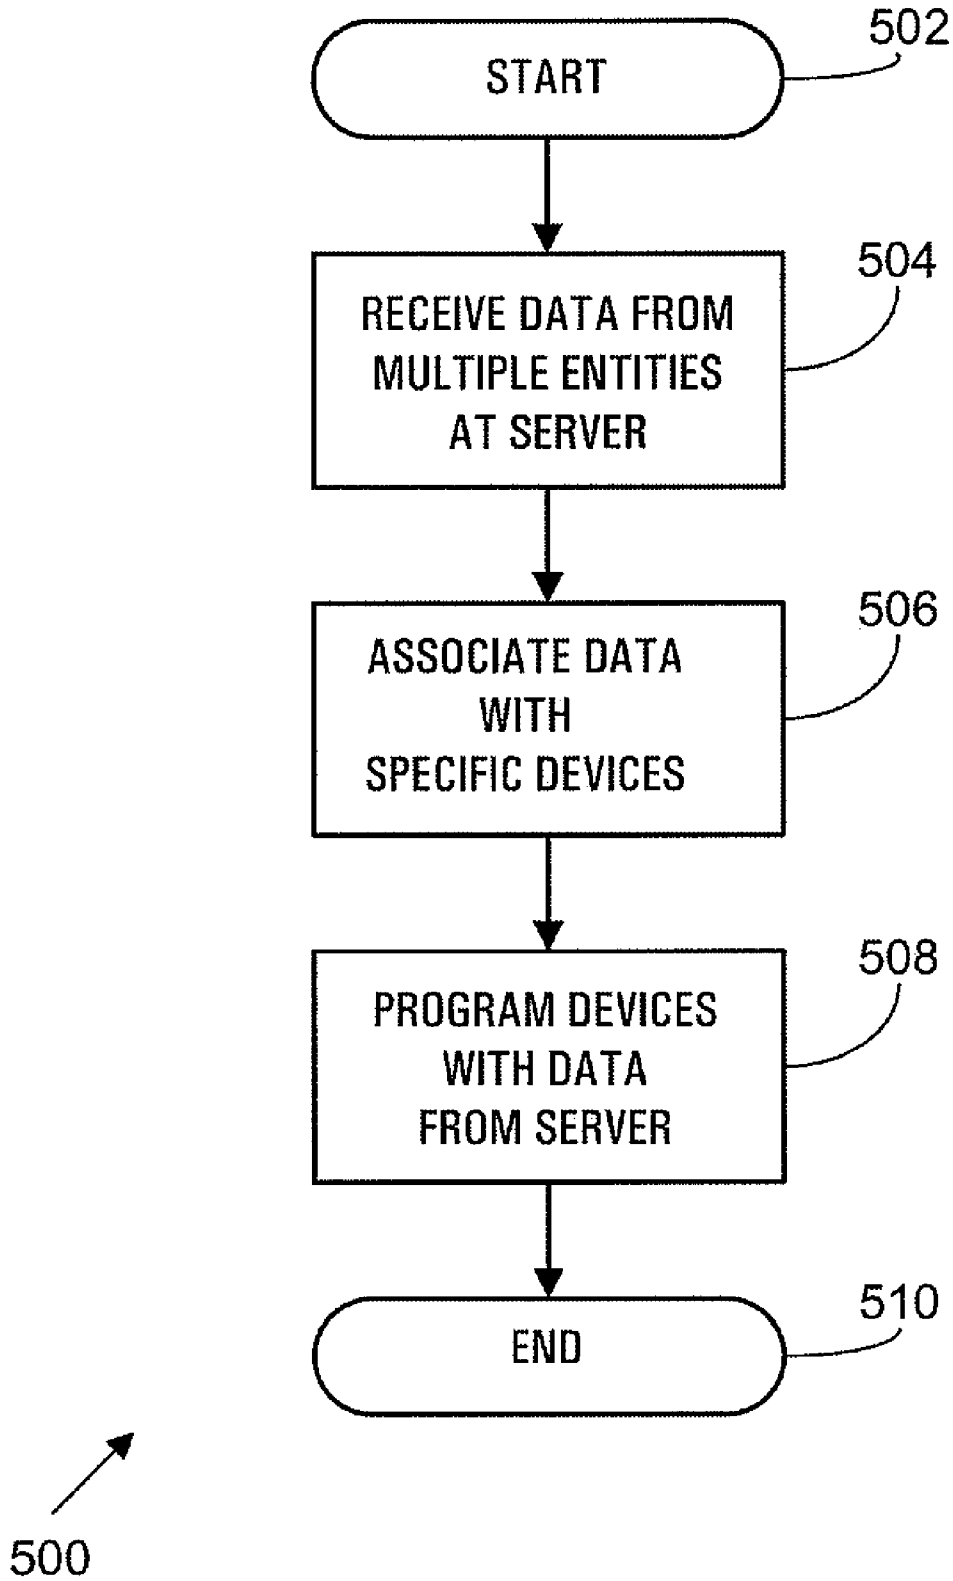 502
START
504
RECEIVE DATA FROM
MULTIPLE ENTITIES
AT SERVER
506
ASSOCIATE DATA
WITH
SPECIFIC DEVICES
508
PROGRAM DEVICES
WITH DATA
FROM SERVER
510
END
500